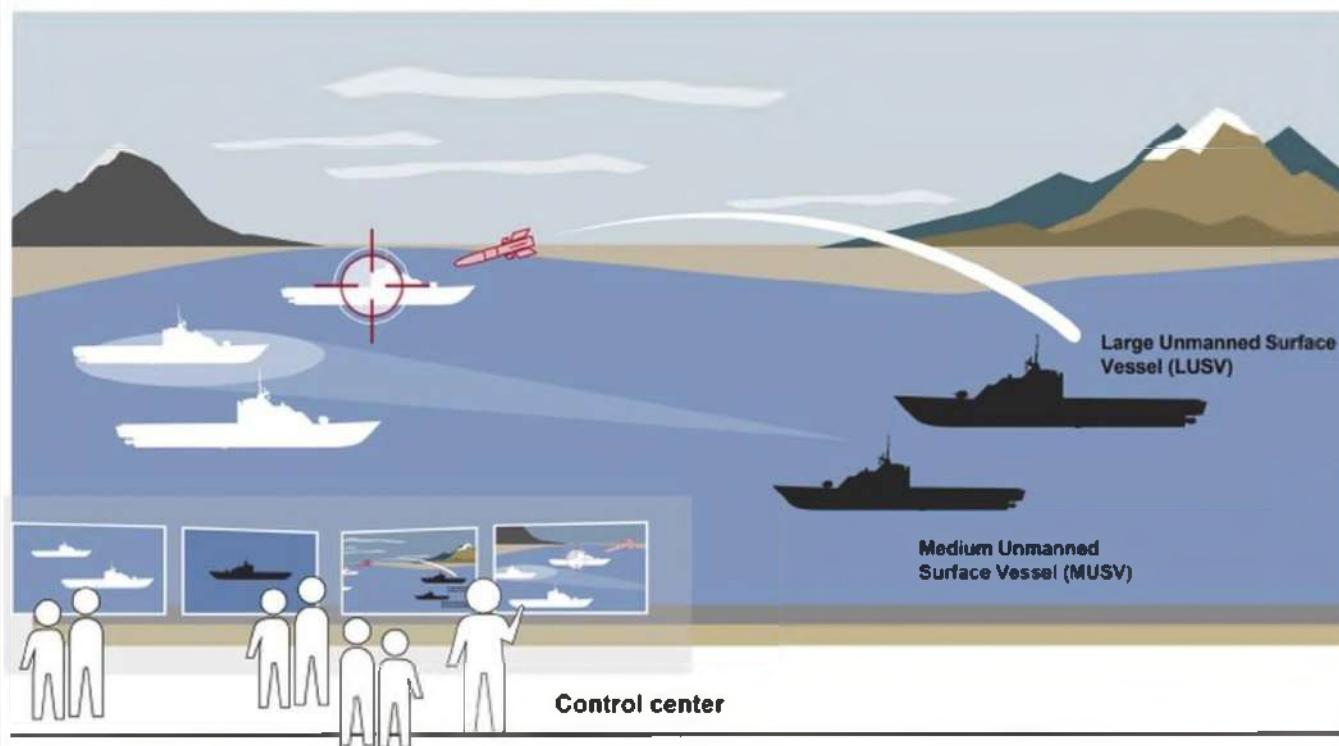 Large Unmanned Surface
Vessel (LUSV)
Medium Unmanned
Surface Vessel (MUSV)
Control center